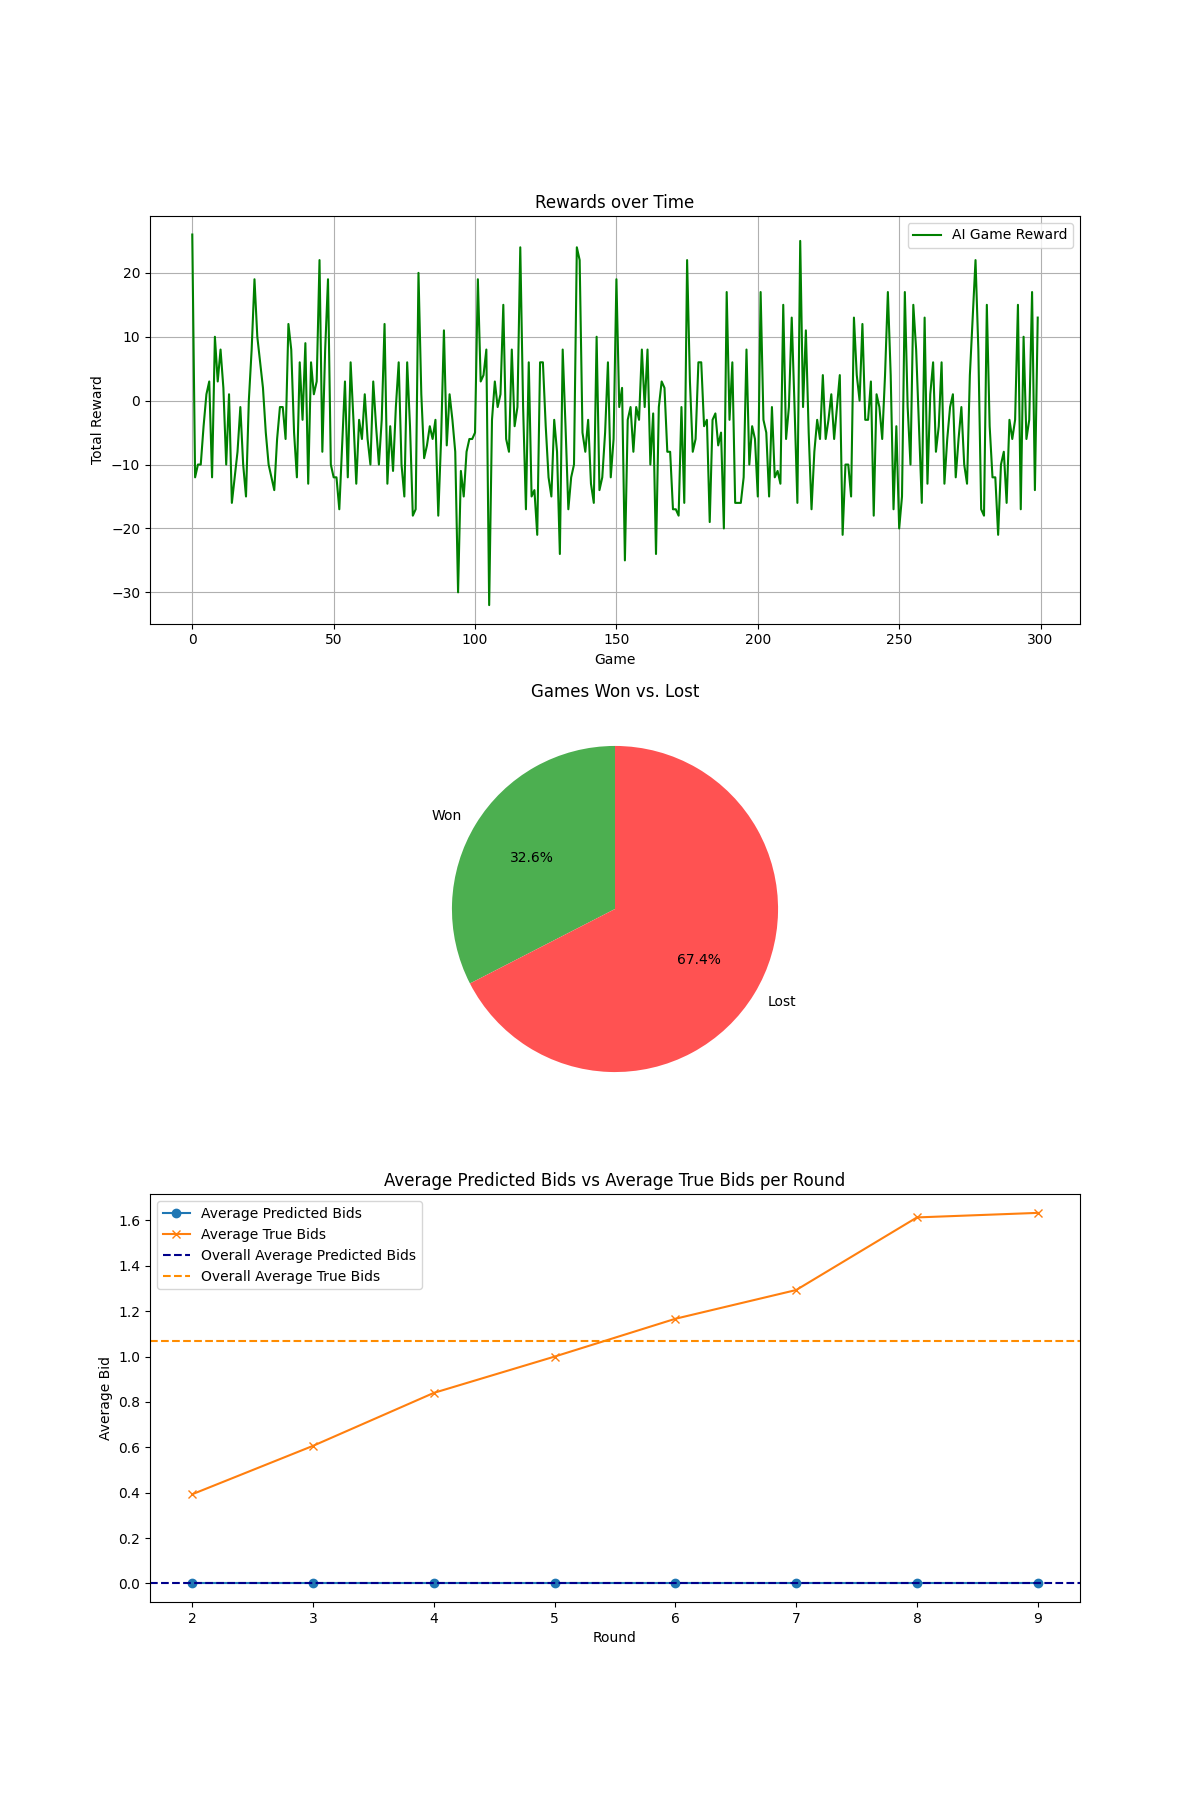 Rewards over Time
AI Game Reward
20
10
0
−10
−20
−30
Total Reward
0 50 100 150 200 250 300
Game
Games Won vs. Lost
Won
32.6%
67.4%
Lost
Average Predicted Bids vs Average True Bids per Round
Average Predicted Bids
Average True Bids
Overall Average Predicted Bids
Overall Average True Bids
1.6
1.4
1.2
1.0
0.8
0.6
0.4
0.2
0.0
Average Bid
2 3 4 5 6 7 8 9
Round